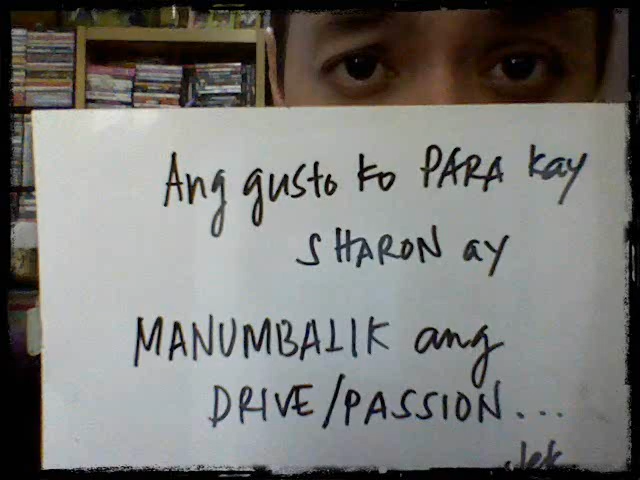 Ang gusto ko PARA kay
SHARON ay
MANUMBALIK ang
DRIVE/PASSION...